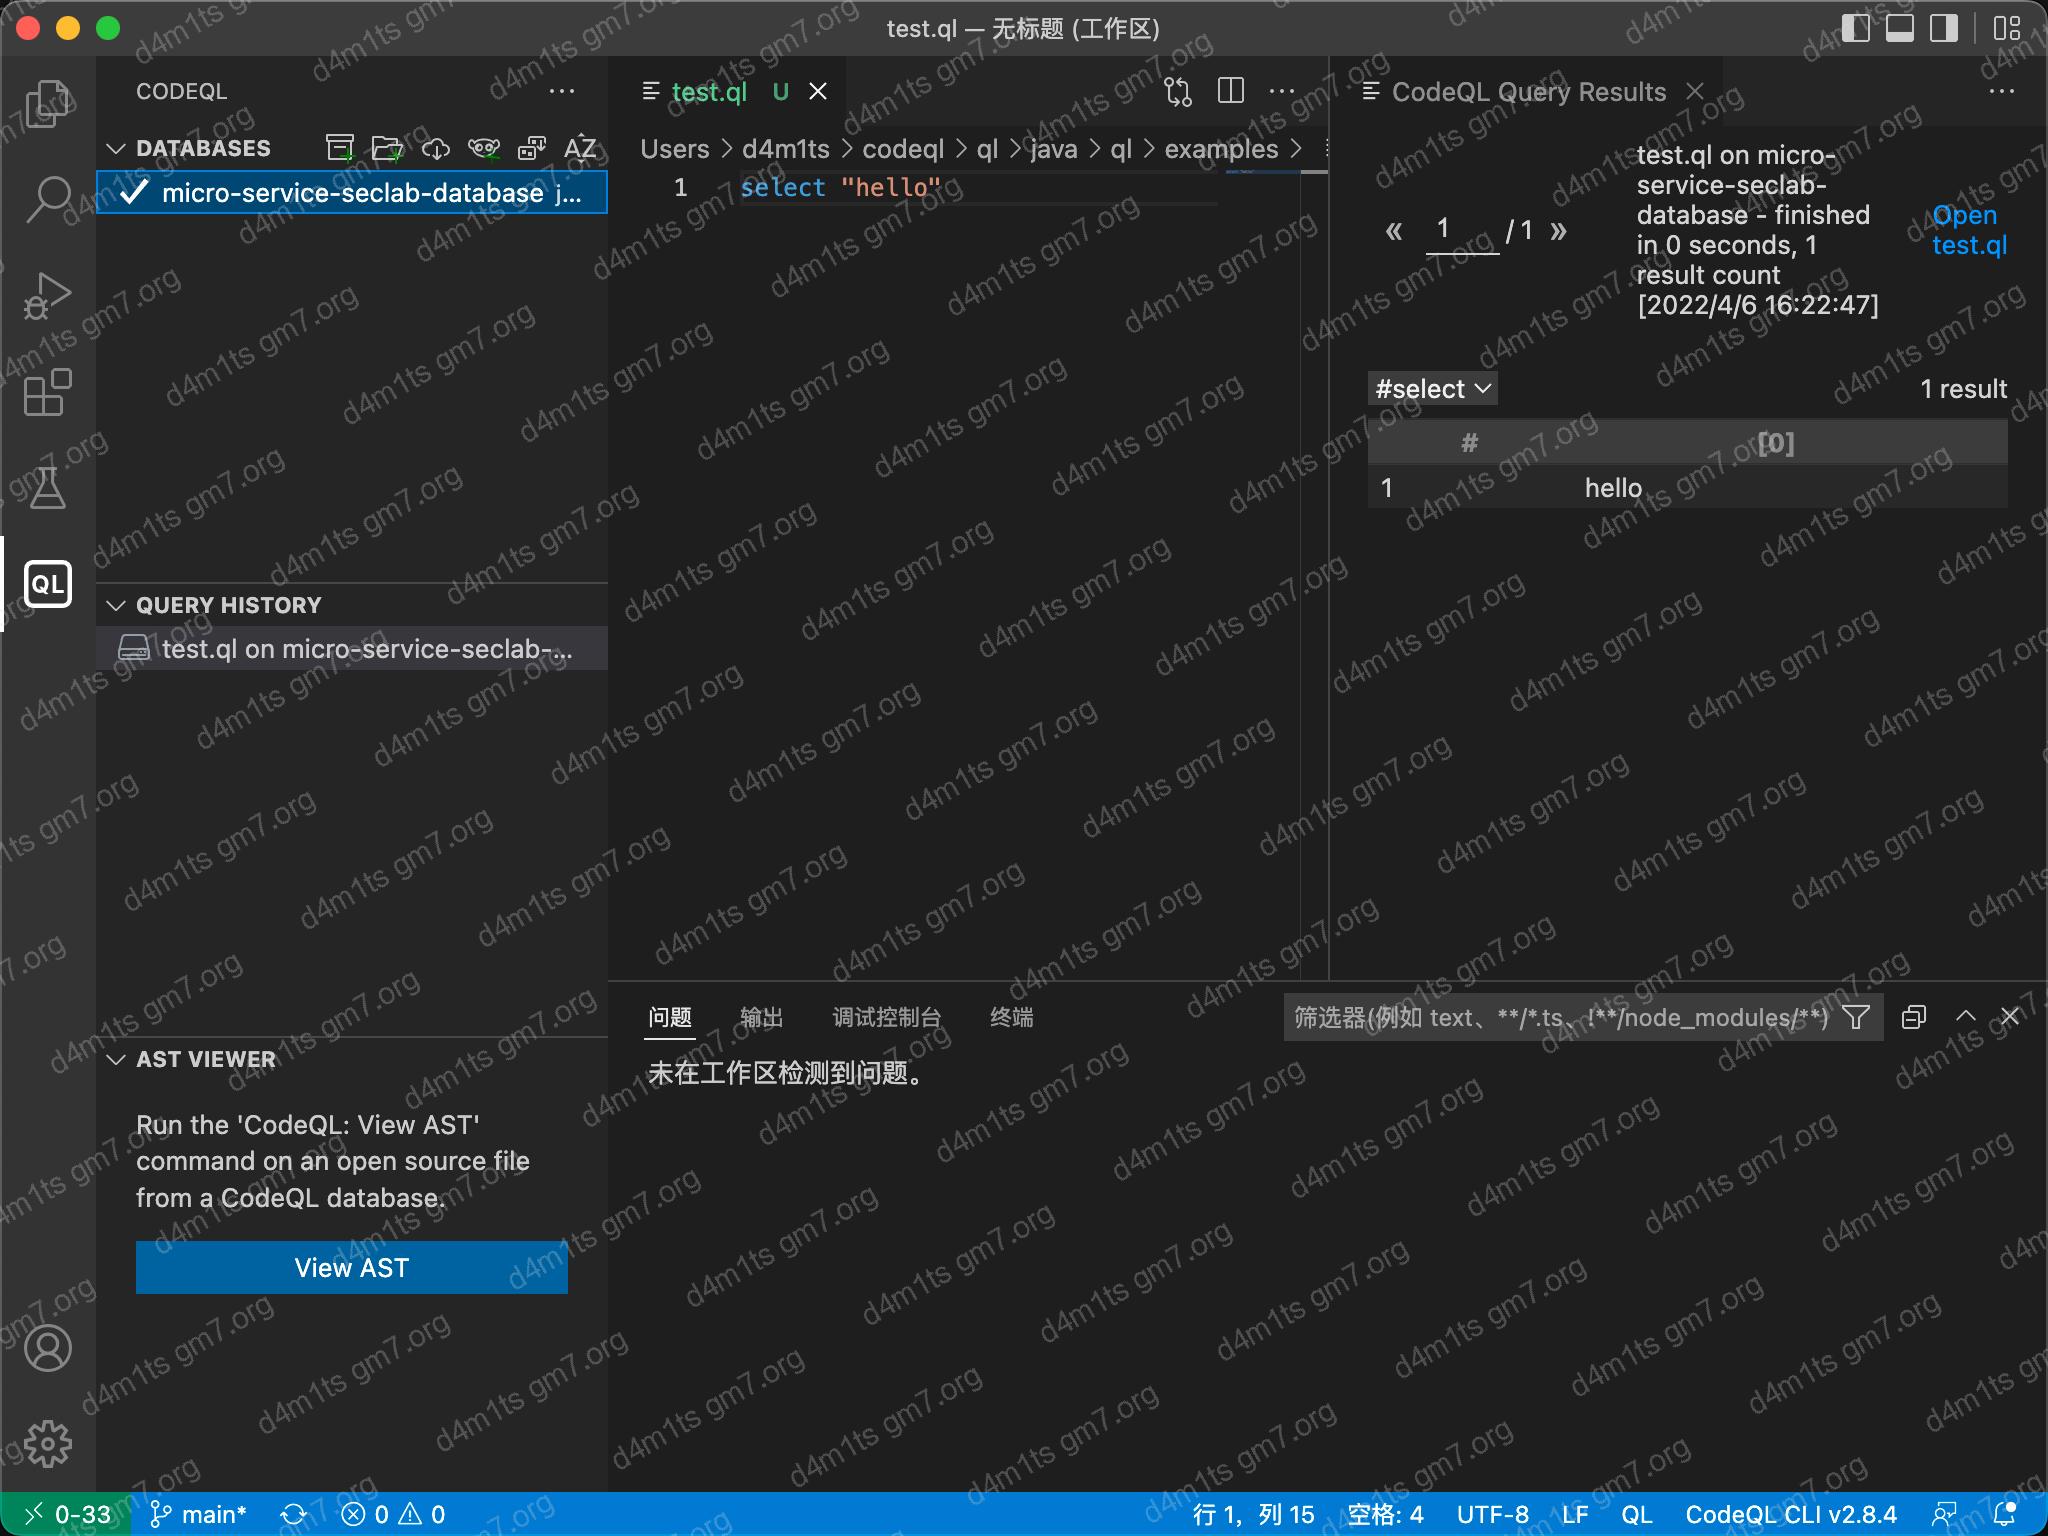 test.ql — 无标题 (工作区)
CODEQL
DATABASES
micro-service-seclab-database j...
QUERY HISTORY
test.ql on micro-service-seclab-...
AST VIEWER
Run the 'CodeQL: View AST'
command on an open source file
from a CodeQL database.
View AST
test.ql U
Users > d4m1ts > codeql > ql > java > ql > examples >
1 select "hello"
CodeQL Query Results
« 1 / 1 »
test.ql on micro-
service-seclab-
database - finished
in 0 seconds, 1
result count
[2022/4/6 16:22:47]
Open
test.ql
#select
1 result
# [0]
1 hello
问题 输出 调试控制台 终端
筛选器(例如 text、**/*.ts、!**/node_modules/**)
未在工作区检测到问题。
QL
0-33 main* 0 0
行 1，列 15 空格: 4 UTF-8 LF QL CodeQL CLI v2.8.4
d4m1ts gm7.org